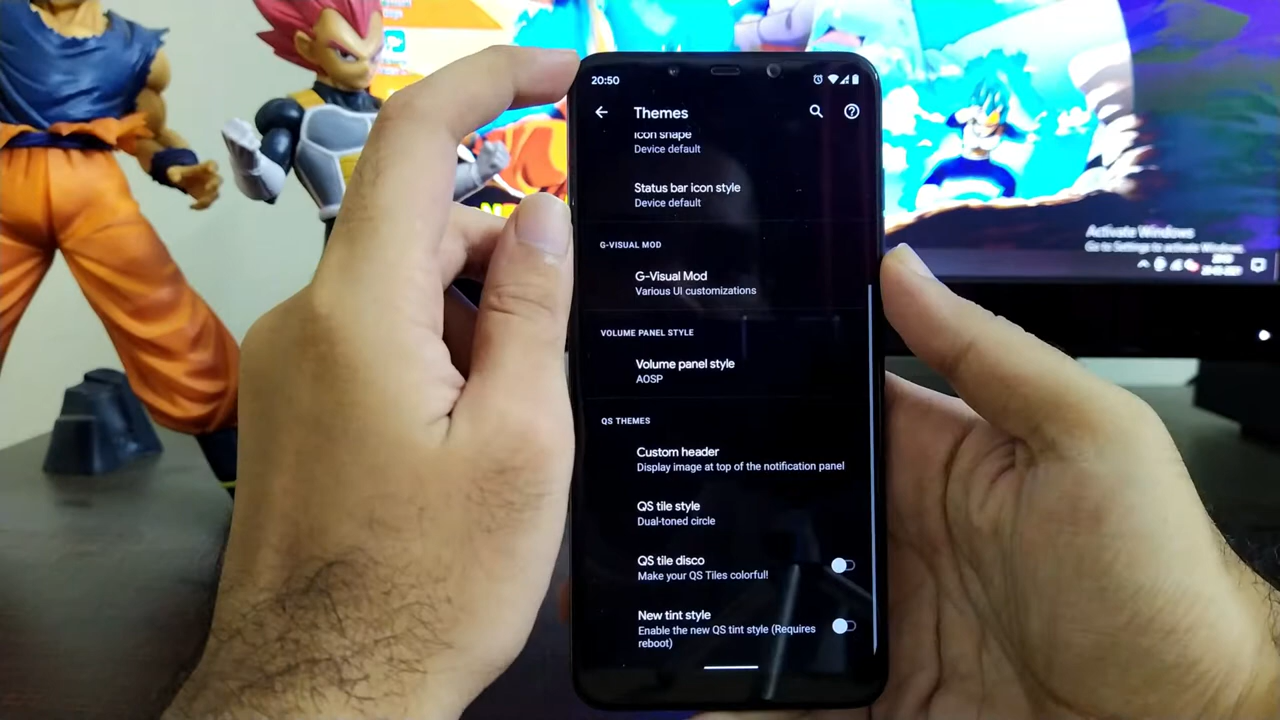 20:50
Themes
Icon shape
Device default
Status bar icon style
Device default
G-VISUAL MOD
G-Visual Mod
Various UI customizations
VOLUME PANEL STYLE
Volume panel style
AOSP
QS THEMES
Custom header
Display image at top of the notification panel
QS tile style
Dual-toned circle
QS tile disco
Make your QS Tiles colorful!
New tint style
Enable the new QS tint style (Requires
reboot)
Activate Windows
Go to Settings to activate Windows.